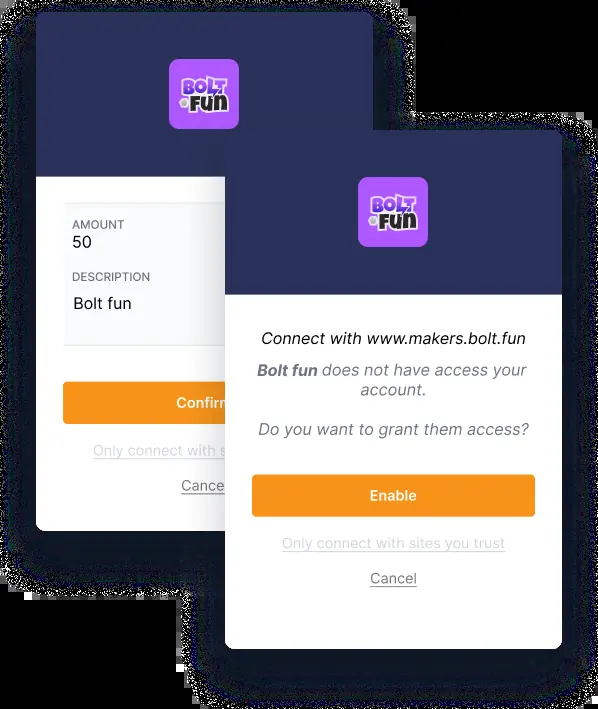 BOLT
FUN
AMOUNT
50
DESCRIPTION
Bolt fun
Confirm
Only connect with s
Cance
BOLT
FUN
Connect with www.makers.bolt.fun
Bolt fun does not have access your
account.
Do you want to grant them access?
Enable
Only connect with sites you trust
Cancel